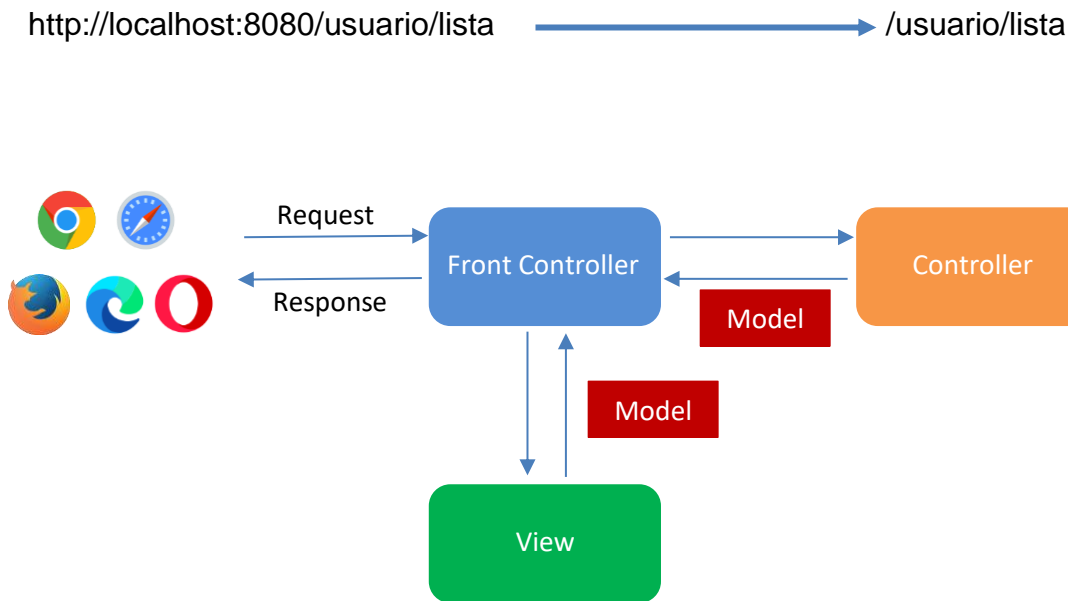 http://localhost:8080/usuario/lista
/usuario/lista
Request
Front Controller
Controller
Response
Model
Model
View